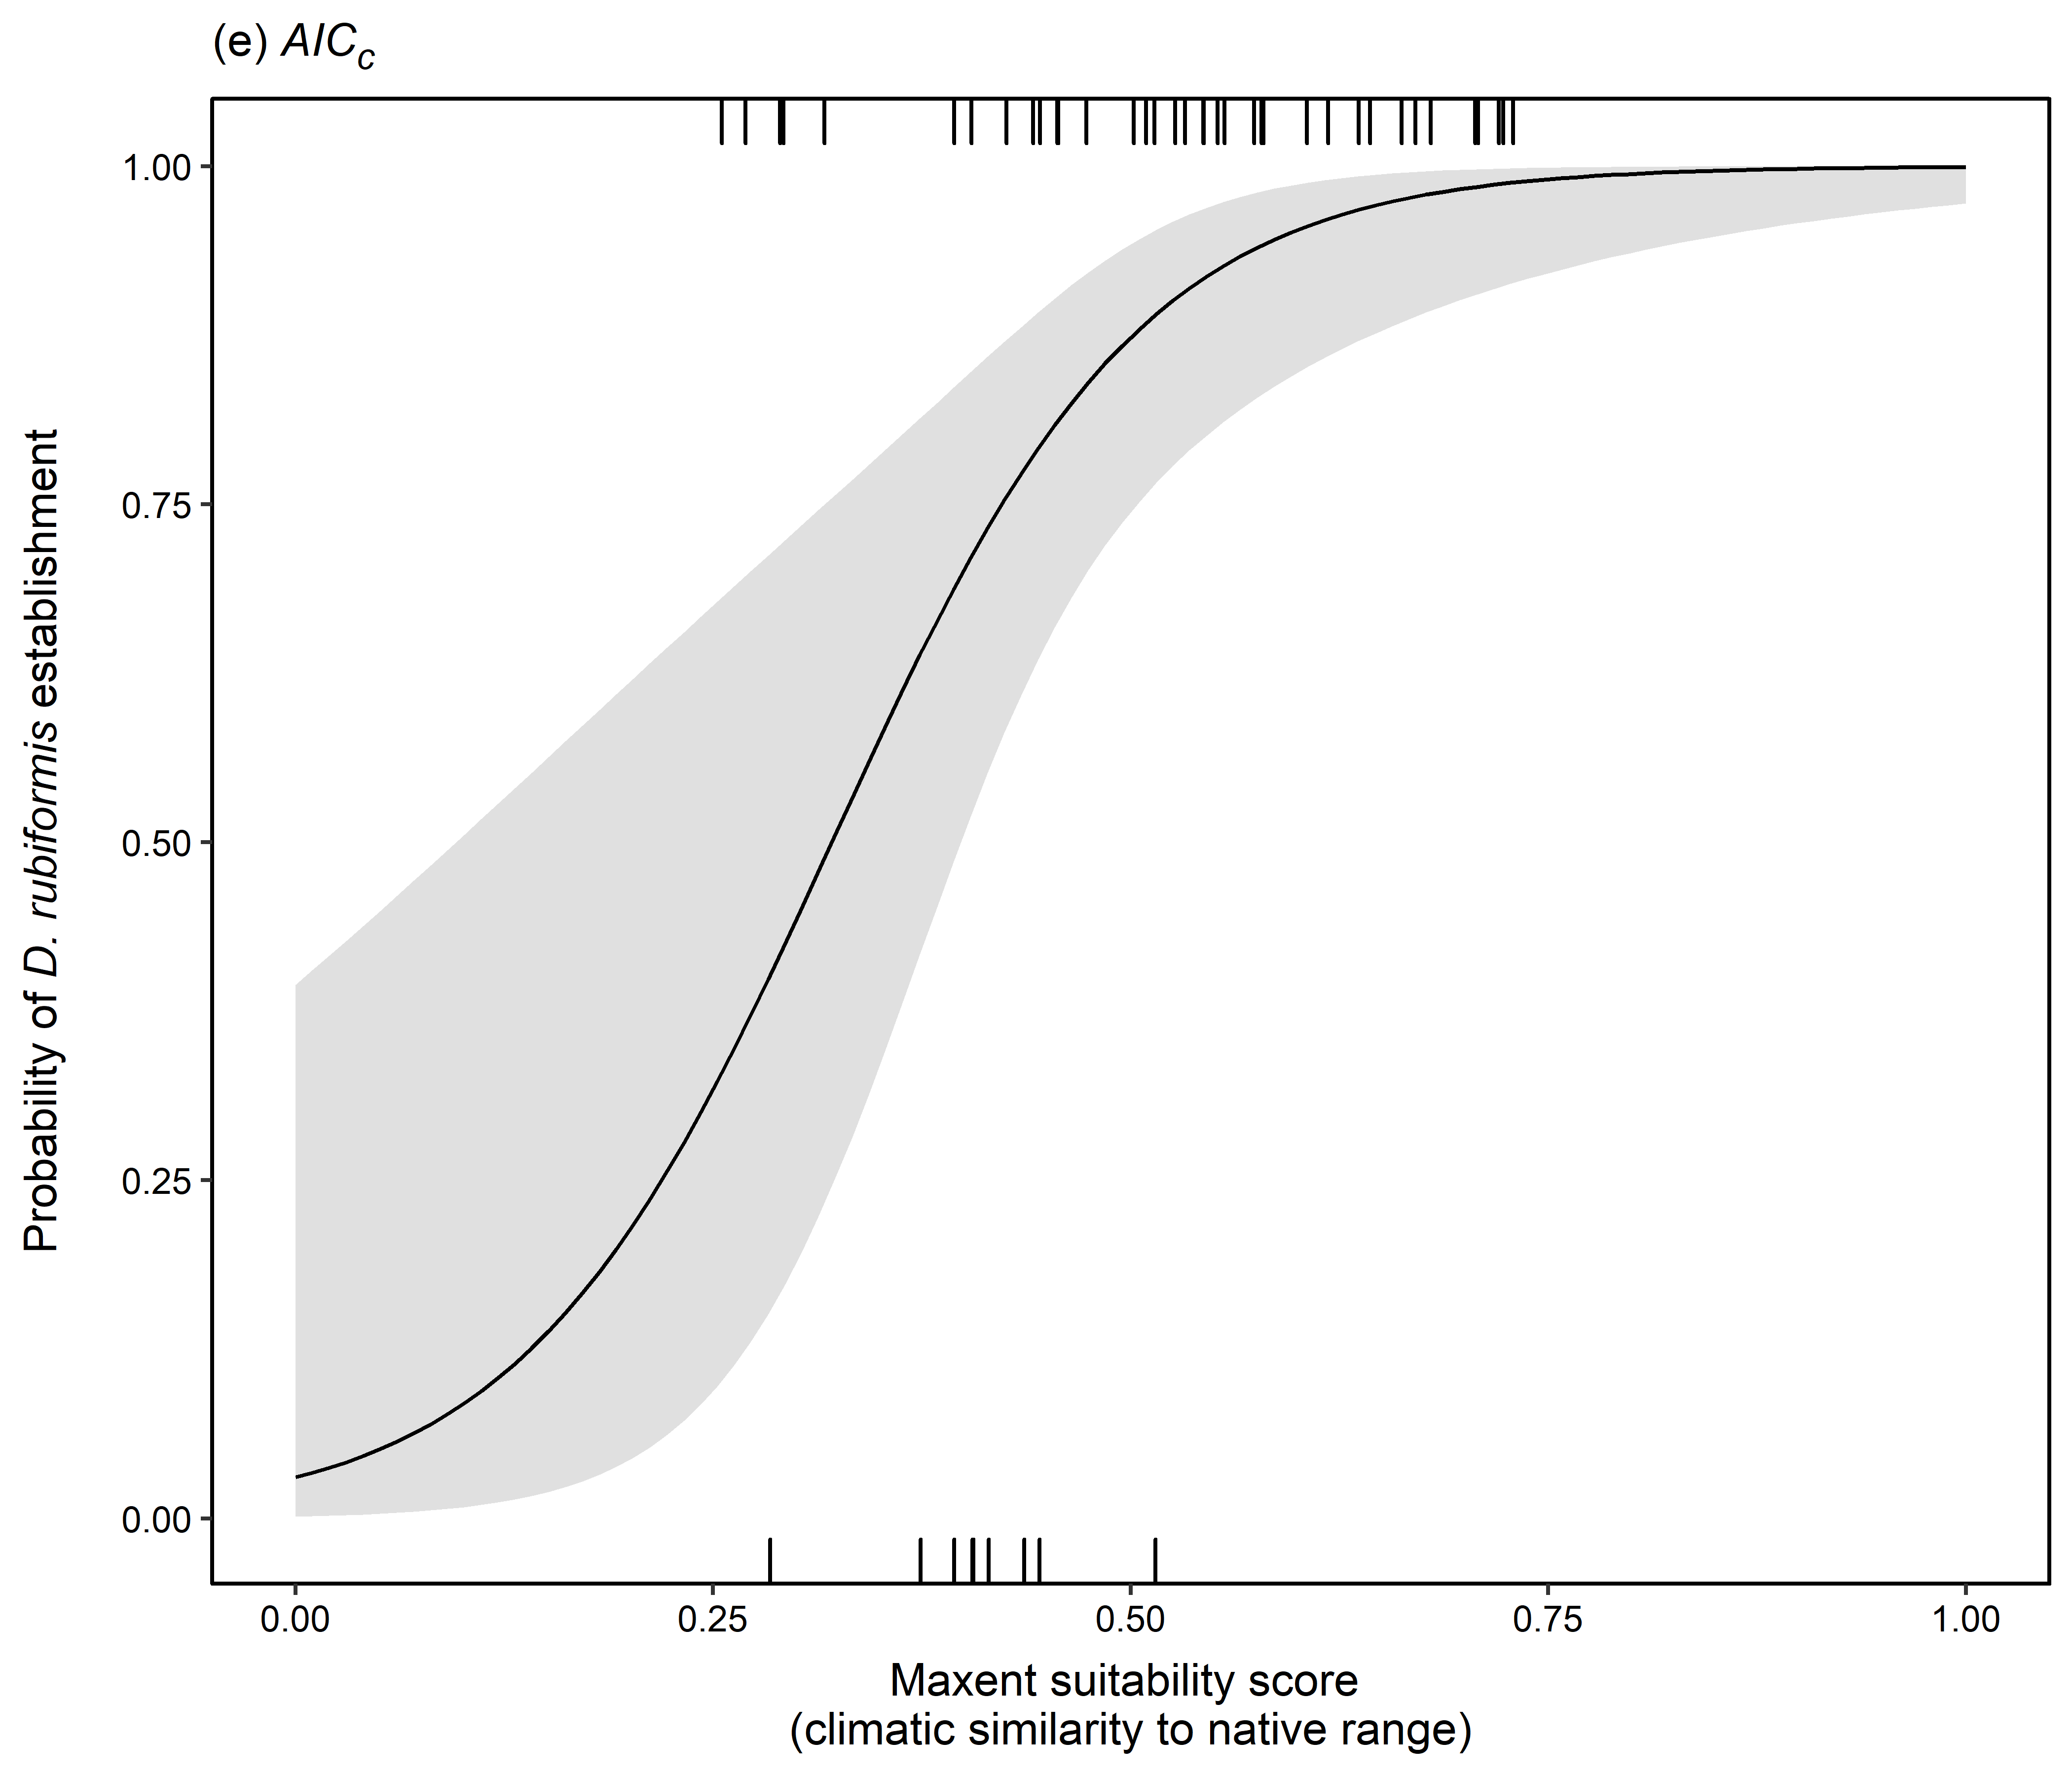 (e) AICc
Probability of D. rubiformis establishment
1.00
0.75
0.50
0.25
0.00
0.00 0.25 0.50 0.75 1.00
Maxent suitability score
(climatic similarity to native range)